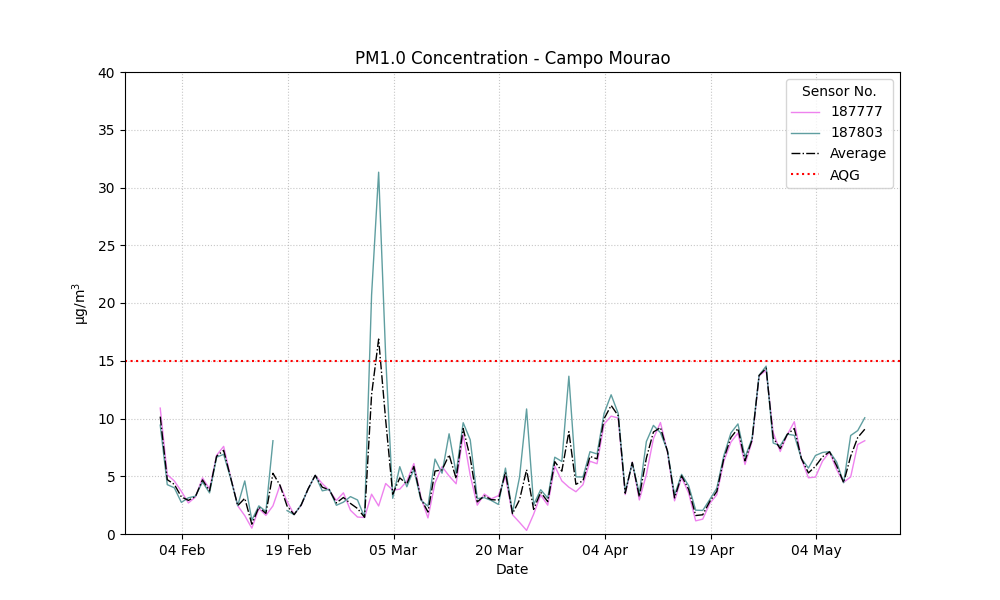 PM1.0 Concentration - Campo Mourao
40
35
30
25
20
15
10
5
0
µg/m³
Sensor No.
187777
187803
Average
AQG
04 Feb 19 Feb 05 Mar 20 Mar 04 Apr 19 Apr 04 May
Date